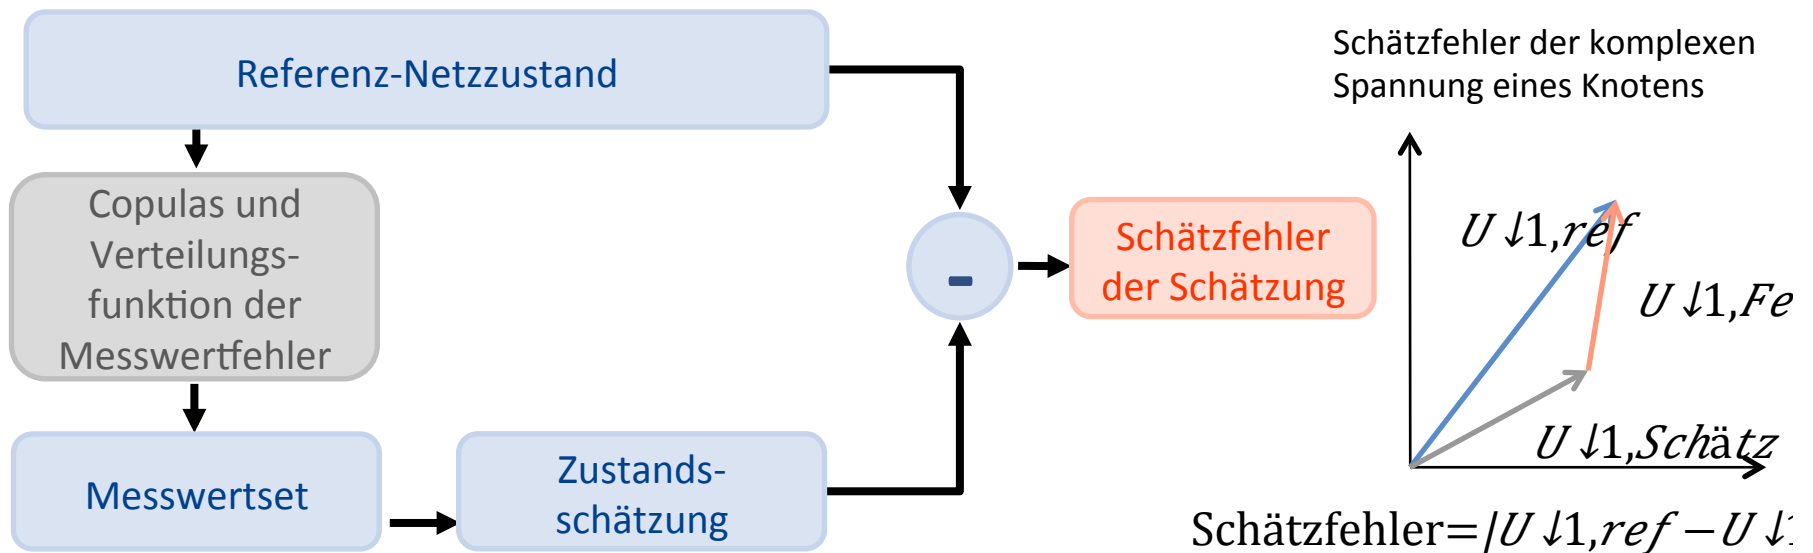 Referenz-Netzzustand
Copulas und
Verteilungs-
funktion der
Messwertfehler
Messwertset
Zustands-
schätzung
-
Schätzfehler
der Schätzung
Schätzfehler der komplexen
Spannung eines Knotens
U↓1,ref
U↓1,Fe
U↓1,Schätz
Schätzfehler=|U↓1,ref −U↓1